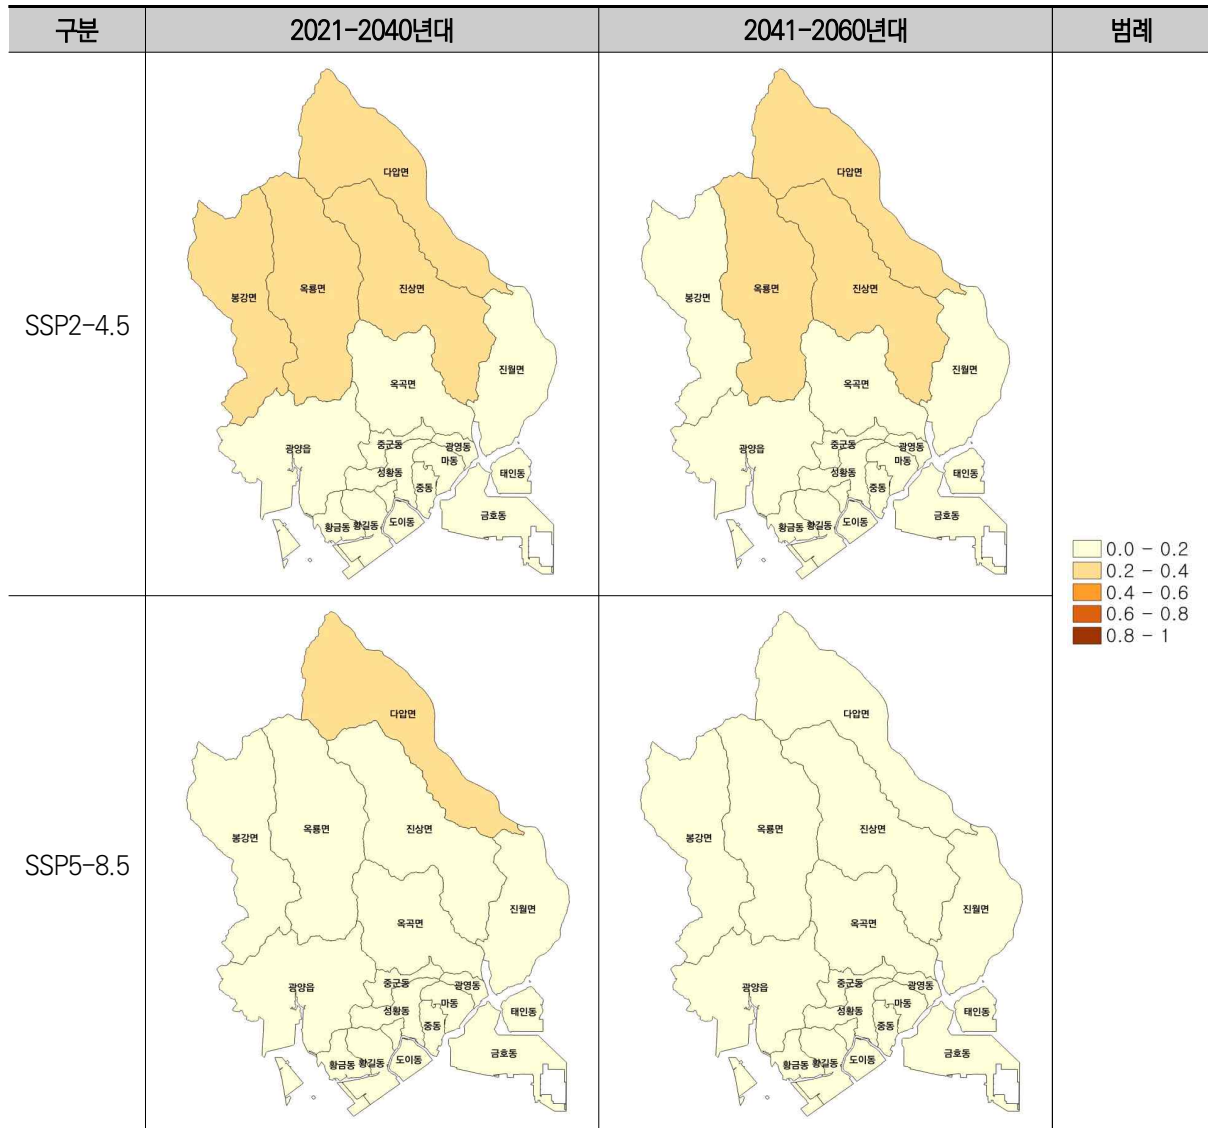 구분 2021-2040년대 2041-2060년대 범례
SSP2-4.5
다압면
봉강면
옥룡면
진상면
진월면
옥곡면
광양읍
중군동
광영동
마동
성황동
중동
태인동
황금동
황길동
도이동
금호동
다압면
봉강면
옥룡면
진상면
진월면
옥곡면
광양읍
중군동
광영동
마동
성황동
중동
태인동
황금동
황길동
도이동
금호동
0.0 - 0.2
0.2 - 0.4
0.4 - 0.6
0.6 - 0.8
0.8 - 1
SSP5-8.5
다압면
봉강면
옥룡면
진상면
진월면
옥곡면
광양읍
중군동
광영동
마동
성황동
중동
태인동
황금동
황길동
도이동
금호동
다압면
봉강면
옥룡면
진상면
진월면
옥곡면
광양읍
중군동
광영동
마동
성황동
중동
태인동
황금동
황길동
도이동
금호동